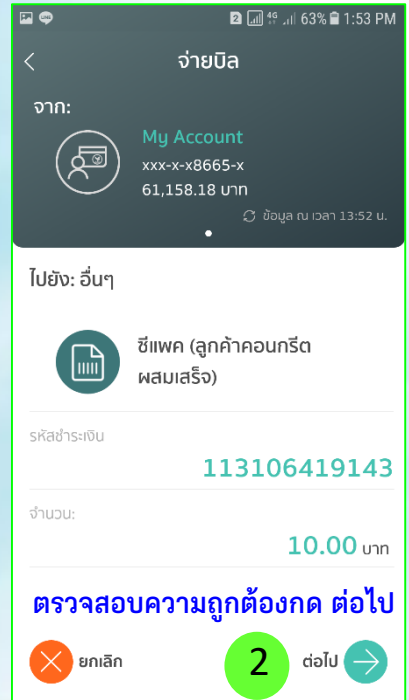 2 4G 63% 1:53 PM
จ่ายบิล
จาก:
My Account
xxx-x-x8665-x
61,158.18 บาท
ข้อมูล ณ เวลา 13:52 น.
ไปยัง: อื่นๆ
ซีแพค (ลูกค้าคอนกรีต
ผสมเสร็จ)
รหัสชำระเงิน
113106419143
จำนวน:
10.00 บาท
ตรวจสอบความถูกต้องกด ต่อไป
ยกเลิก 2 ต่อไป